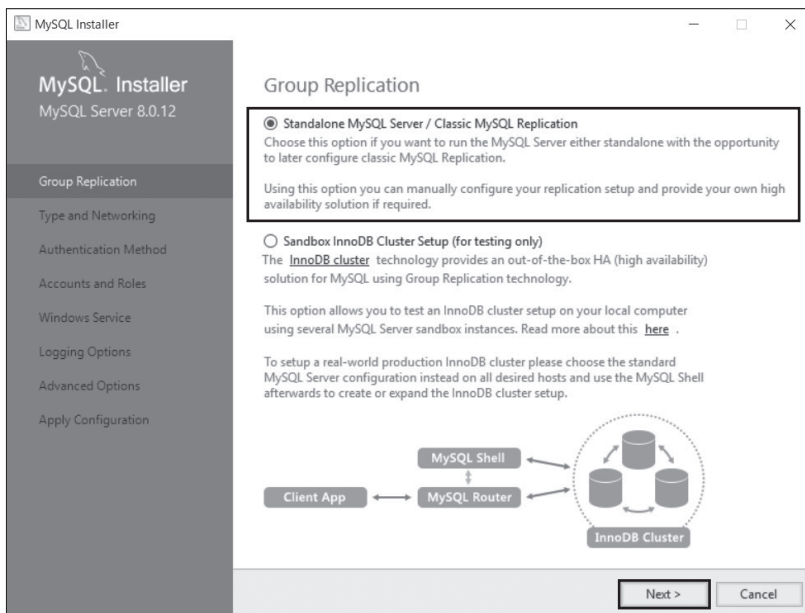 MySQL Installer
MySQL. Installer
MySQL Server 8.0.12
Group Replication
Type and Networking
Authentication Method
Accounts and Roles
Windows Service
Logging Options
Advanced Options
Apply Configuration
Group Replication
Standalone MySQL Server / Classic MySQL Replication
Choose this option if you want to run the MySQL Server either standalone with the opportunity
to later configure classic MySQL Replication.
Using this option you can manually configure your replication setup and provide your own high
availability solution if required.
Sandbox InnoDB Cluster Setup (for testing only)
The InnoDB cluster technology provides an out-of-the-box HA (high availability)
solution for MySQL using Group Replication technology.
This option allows you to test an InnoDB cluster setup on your local computer
using several MySQL Server sandbox instances. Read more about this here .
To setup a real-world production InnoDB cluster please choose the standard
MySQL Server configuration instead on all desired hosts and use the MySQL Shell
afterwards to create or expand the InnoDB cluster setup.
MySQL Shell
Client App
MySQL Router
InnoDB Cluster
Next >
Cancel